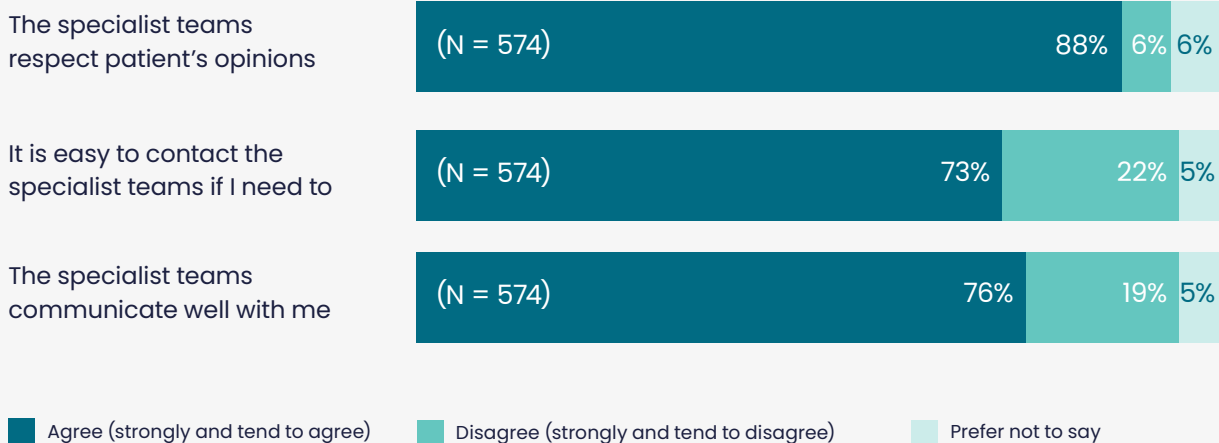 The specialist teams
respect patient's opinions
(N = 574)
88%
6%
6%
It is easy to contact the
specialist teams if I need to
(N = 574)
73%
22%
5%
The specialist teams
communicate well with me
(N = 574)
76%
19%
5%
Agree (strongly and tend to agree)
Disagree (strongly and tend to disagree)
Prefer not to say